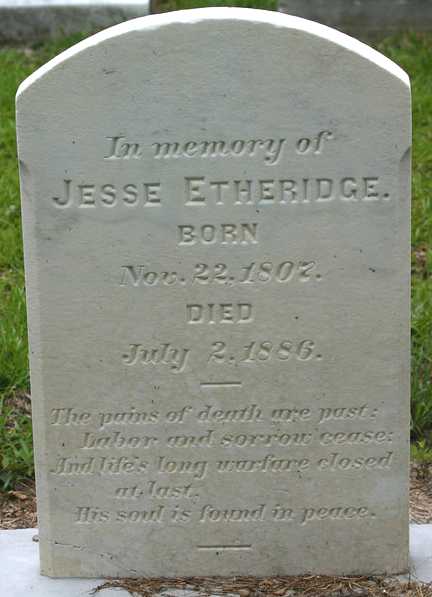 In memory of
JESSE ETHERIDGE.
BORN
Nov. 22, 1807.
DIED
July 2, 1886.
The pains of death are past;
Labor and sorrow cease;
And life's long warfare closed
at last,
His soul is found in peace.